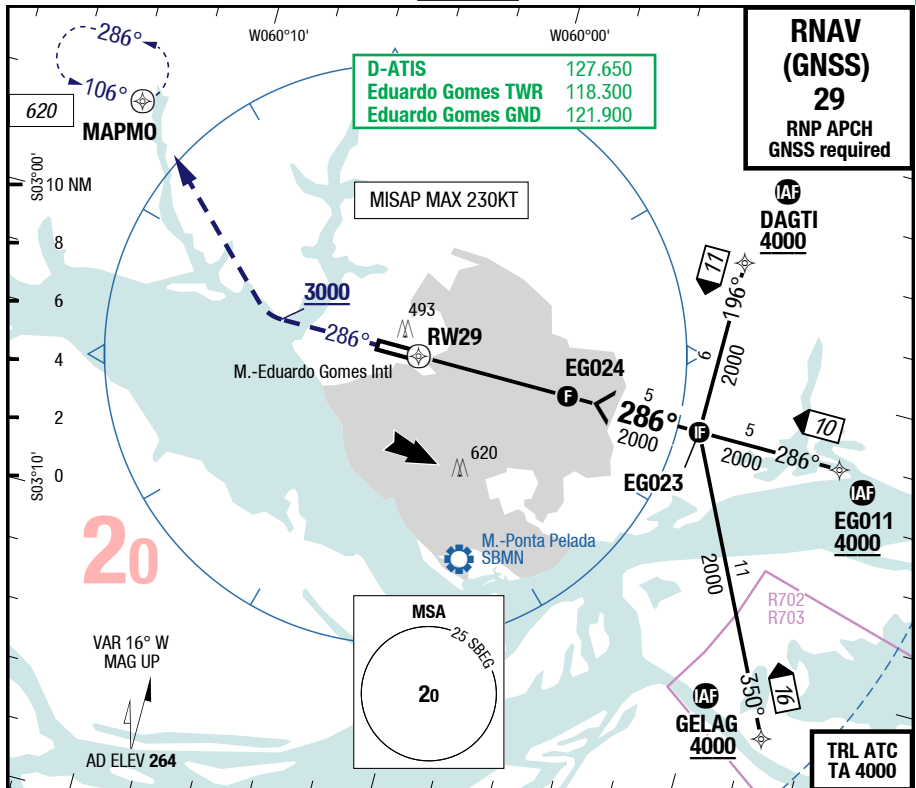 W060°10'
W060°00'
RNAV
(GNSS)
29
RNP APCH
GNSS required
286°
106°
MAPMO
620
D-ATIS 127.650
Eduardo Gomes TWR 118.300
Eduardo Gomes GND 121.900
S03°00'
10 NM
8
6
4
2
0
S03°10'
MISAP MAX 230KT
IAF
DAGTI
4000
11
196°
6
2000
3000
286°
493
RW29
M.-Eduardo Gomes Intl
EG024
F
5
286°
2000
IF
EG023
5
2000
286°
10
IAF
EG011
4000
620
M.-Ponta Pelada
SBMN
20
11
2000
R702
R703
350°
16
IAF
GELAG
4000
MSA
25 SBEG
20
VAR 16° W
MAG UP
AD ELEV 264
TRL ATC
TA 4000